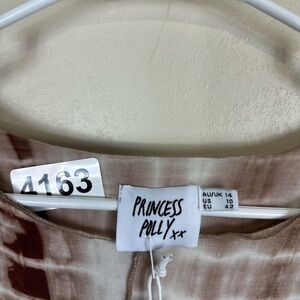 4163
PRINCESS
POLLY xx
AU/UK 14
US 10
EU 42